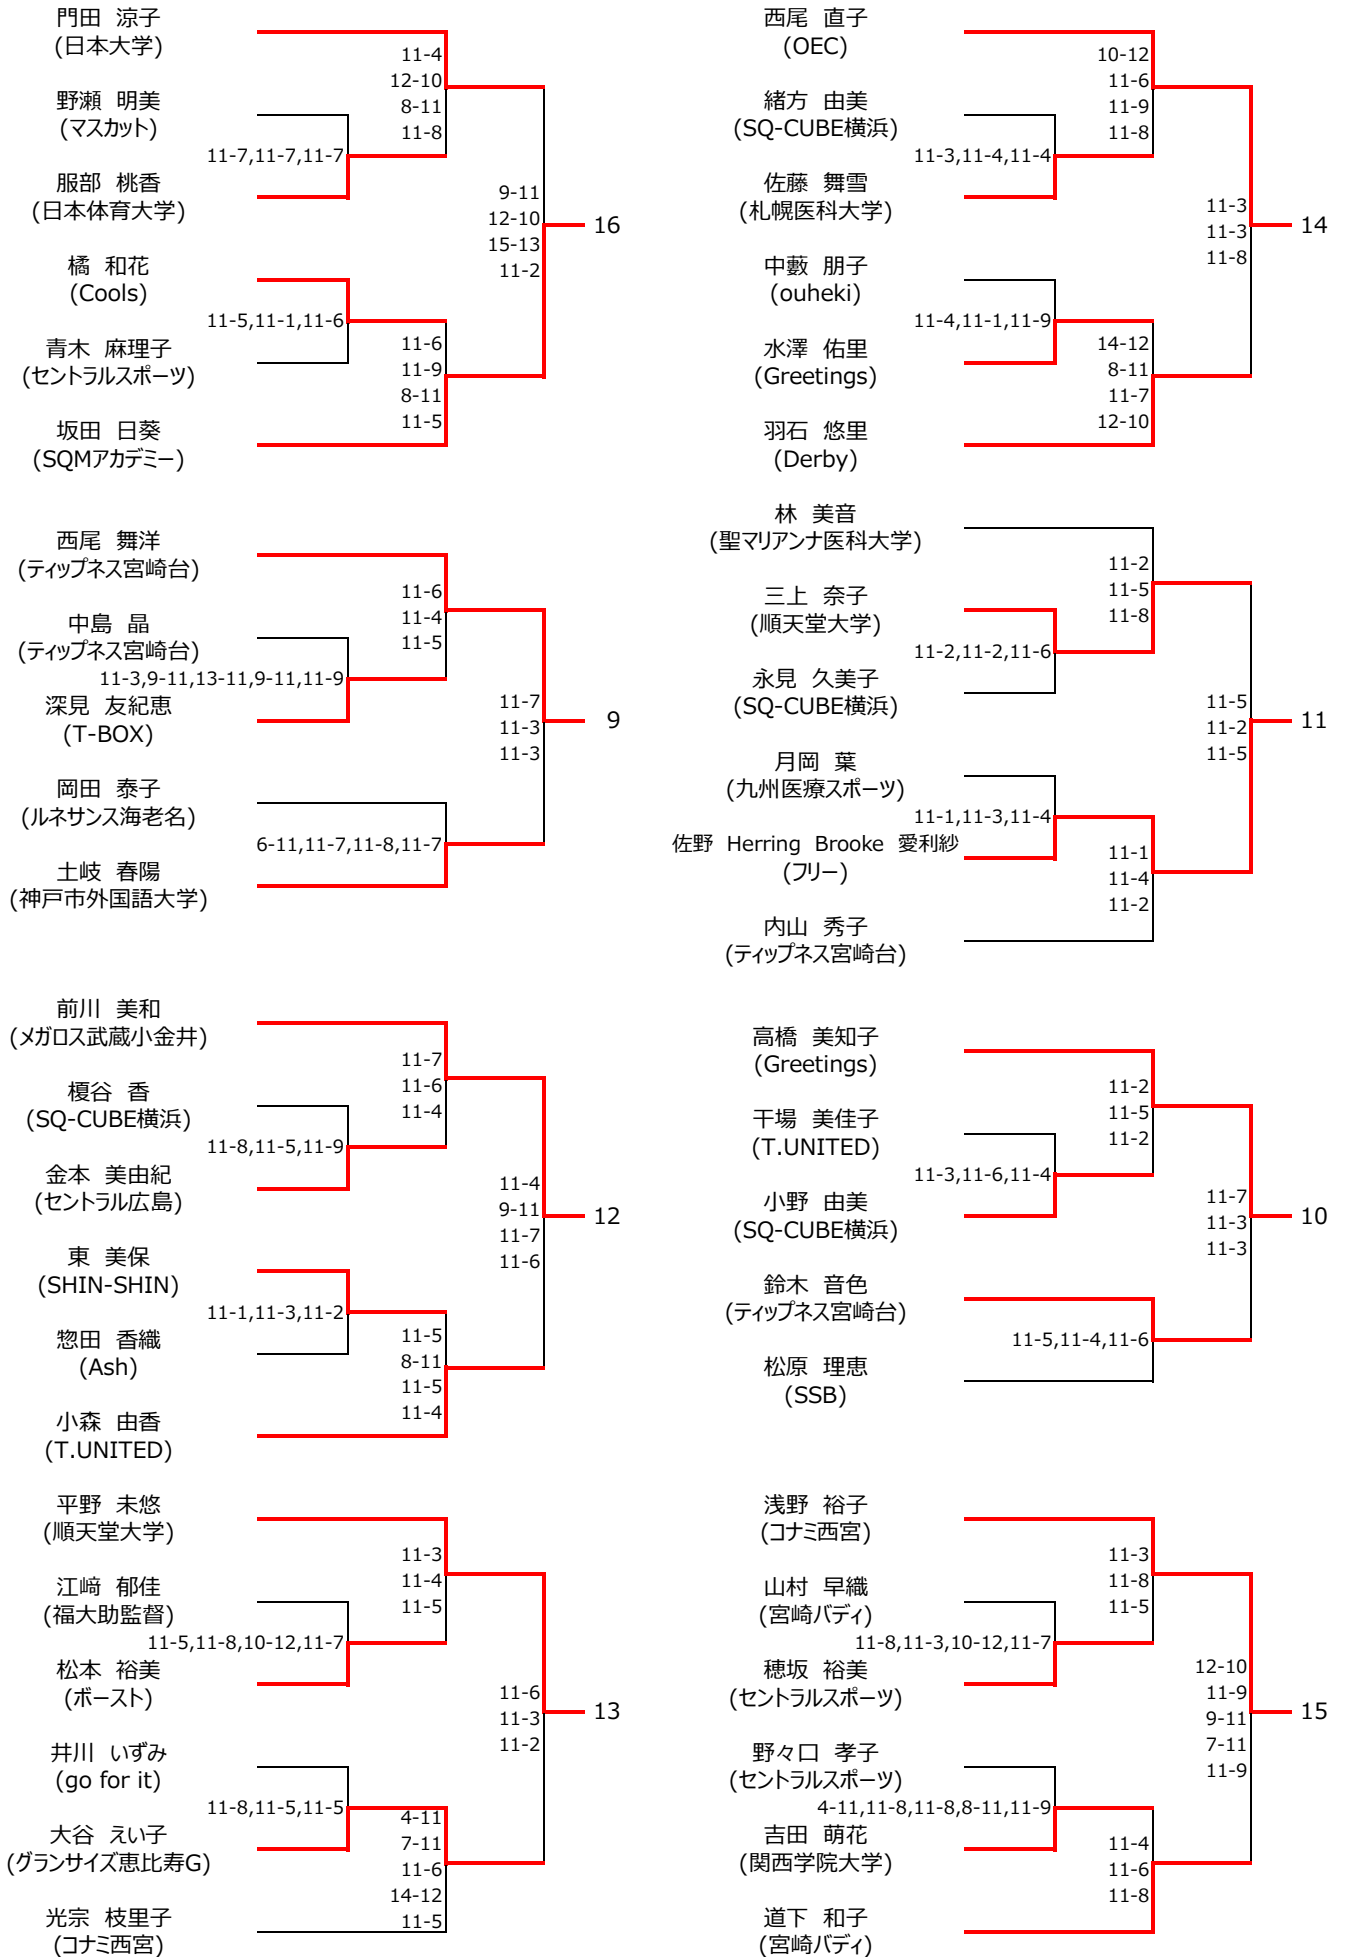 門田 涼子
(日本大学)
11-4
12-10
8-11
11-8
野瀬 明美
(マスカット)
11-7,11-7,11-7
服部 桃香
(日本体育大学)
9-11
12-10
15-13
11-2
16
橘 和花
(Cools)
11-5,11-1,11-6
青木 麻理子
(セントラルスポーツ)
11-6
11-9
8-11
11-5
坂田 日葵
(SQMアカデミー)
西尾 直子
(OEC)
10-12
11-6
11-9
11-8
緒方 由美
(SQ-CUBE横浜)
11-3,11-4,11-4
佐藤 舞雪
(札幌医科大学)
11-3
11-3
11-8
14
中藪 朋子
(ouheki)
11-4,11-1,11-9
水澤 佑里
(Greetings)
14-12
8-11
11-7
12-10
羽石 悠里
(Derby)
西尾 舞洋
(ティップネス宮崎台)
11-6
11-4
11-5
中島 晶
(ティップネス宮崎台)
11-3,9-11,13-11,9-11,11-9
深見 友紀恵
(T-BOX)
11-7
11-3
11-3
9
岡田 泰子
(ルネサンス海老名)
6-11,11-7,11-8,11-7
土岐 春陽
(神戸市外国語大学)
林 美音
(聖マリアンナ医科大学)
11-2
11-5
11-8
三上 奈子
(順天堂大学)
11-2,11-2,11-6
永見 久美子
(SQ-CUBE横浜)
11-5
11-2
11-5
11
月岡 葉
(九州医療スポーツ)
11-1,11-3,11-4
佐野 Herring Brooke 愛利紗
(フリー)
11-1
11-4
11-2
内山 秀子
(ティップネス宮崎台)
前川 美和
(メガロス武蔵小金井)
11-7
11-6
11-4
榎谷 香
(SQ-CUBE横浜)
11-8,11-5,11-9
金本 美由紀
(セントラル広島)
11-4
9-11
11-7
11-6
12
東 美保
(SHIN-SHIN)
11-1,11-3,11-2
惣田 香織
(Ash)
11-5
8-11
11-5
11-4
小森 由香
(T.UNITED)
高橋 美知子
(Greetings)
11-2
11-5
11-2
干場 美佳子
(T.UNITED)
11-3,11-6,11-4
小野 由美
(SQ-CUBE横浜)
11-7
11-3
11-3
10
鈴木 音色
(ティップネス宮崎台)
11-5,11-4,11-6
松原 理恵
(SSB)
平野 未悠
(順天堂大学)
11-3
11-4
11-5
江﨑 郁佳
(福大助監督)
11-5,11-8,10-12,11-7
松本 裕美
(ボースト)
11-6
11-3
11-2
13
井川 いずみ
(go for it)
11-8,11-5,11-5
大谷 えい子
(グランサイズ恵比寿G)
4-11
7-11
11-6
14-12
11-5
光宗 枝里子
(コナミ西宮)
浅野 裕子
(コナミ西宮)
11-3
11-8
11-5
山村 早織
(宮崎バディ)
11-8,11-3,10-12,11-7
穂坂 裕美
(セントラルスポーツ)
12-10
11-9
9-11
7-11
11-9
15
野々口 孝子
(セントラルスポーツ)
4-11,11-8,11-8,8-11,11-9
吉田 萌花
(関西学院大学)
11-4
11-6
11-8
道下 和子
(宮崎バディ)